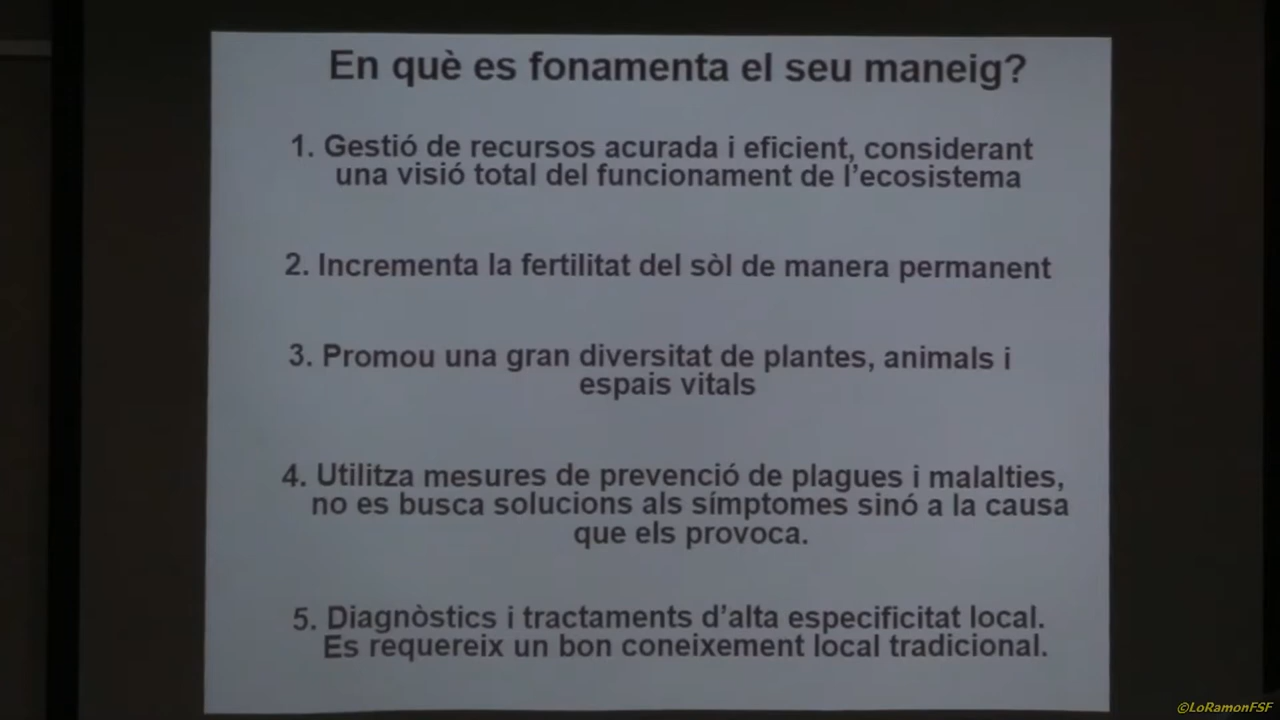 En què es fonamenta el seu maneig?
1. Gestió de recursos acurada i eficient, considerant
una visió total del funcionament de l'ecosistema
2. Incrementa la fertilitat del sòl de manera permanent
3. Promou una gran diversitat de plantes, animals i
espais vitals
4. Utilitza mesures de prevenció de plagues i malalties,
no es busca solucions als símptomes sinó a la causa
que els provoca.
5. Diagnòstics i tractaments d'alta especificitat local.
Es requereix un bon coneixement local tradicional.
©LoRamonFSF